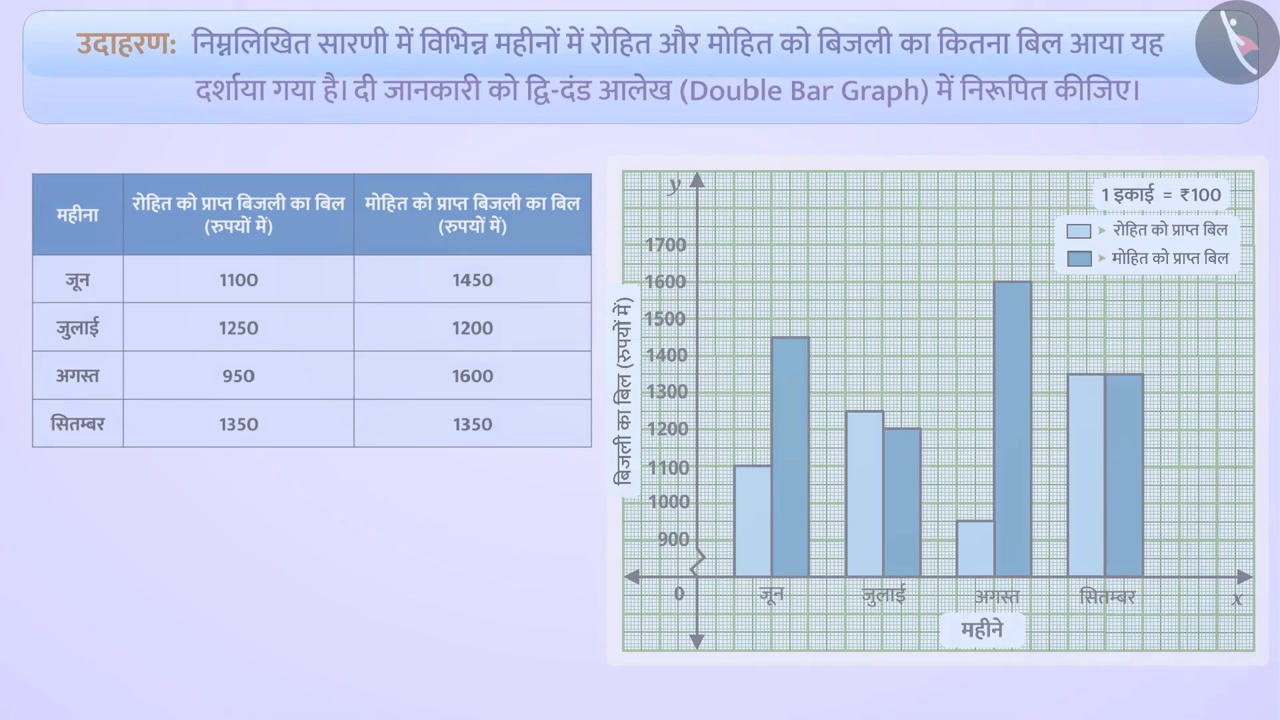 उदाहरण: निम्नलिखित सारणी में विभिन्न महीनों में रोहित और मोहित को बिजली का कितना बिल आया यह
दर्शाया गया है। दी जानकारी को द्वि-दंड आलेख (Double Bar Graph) में निरूपित कीजिए।
महीना रोहित को प्राप्त बिजली का बिल (रुपयों में) मोहित को प्राप्त बिजली का बिल (रुपयों में)
जून 1100 1450
जुलाई 1250 1200
अगस्त 950 1600
सितम्बर 1350 1350
y
1 इकाई = ₹100
रोहित को प्राप्त बिल
मोहित को प्राप्त बिल
बिजली का बिल (रुपयों में)
1700
1600
1500
1400
1300
1200
1100
1000
900
0
जून जुलाई अगस्त सितम्बर x
महीने